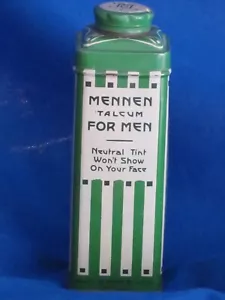 MENNEN
TALCUM
FOR MEN
Neutral Tint
Won't Show
On Your Face